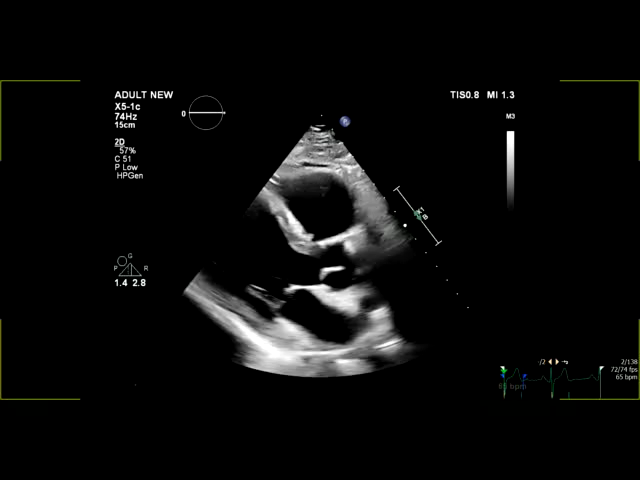 ADULT NEW
X5-1c
74Hz
15cm
0
2D
57%
C 51
P Low
HPGen
G
P R
1.4 2.8
TIS0.8 MI 1.3
M3
2/138
72/74 fps
65 bpm